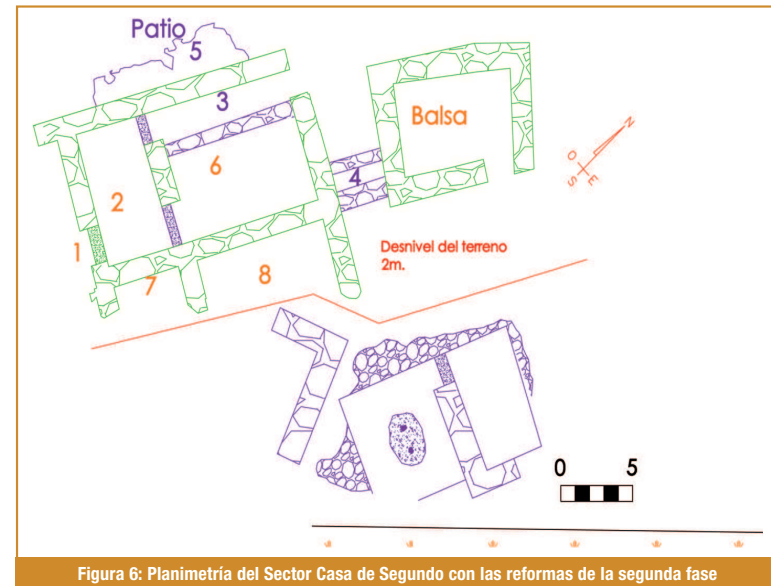 Patio
5
3
Balsa
N
O
S
E
6
4
2
1
Desnivel del terreno
2m.
8
7
0 5
Figura 6: Planimetría del Sector Casa de Segundo con las reformas de la segunda fase